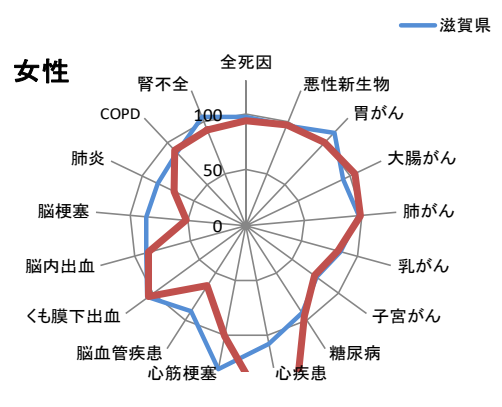 滋賀県
女性
全死因
悪性新生物
胃がん
大腸がん
肺がん
乳がん
子宮がん
糖尿病
心疾患
心筋梗塞
脳血管疾患
くも膜下出血
脳内出血
脳梗塞
肺炎
COPD
腎不全
100
50
0